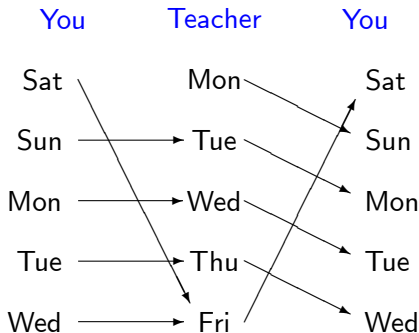 You Teacher You
Sat Mon Sat
Sun Tue Sun
Mon Wed Mon
Tue Thu Tue
Wed Fri Wed